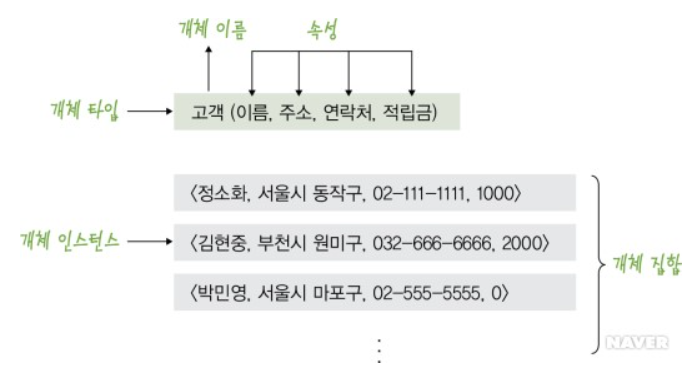 개체 이름 속성
개체 타입 고객 (이름, 주소, 연락처, 적립금)
〈정소화, 서울시 동작구, 02-111-1111, 1000〉
개체 인스턴스 〈김현중, 부천시 원미구, 032-666-6666, 2000〉
개체 집합
〈박민영, 서울시 마포구, 02-555-5555, 0〉
NAVER